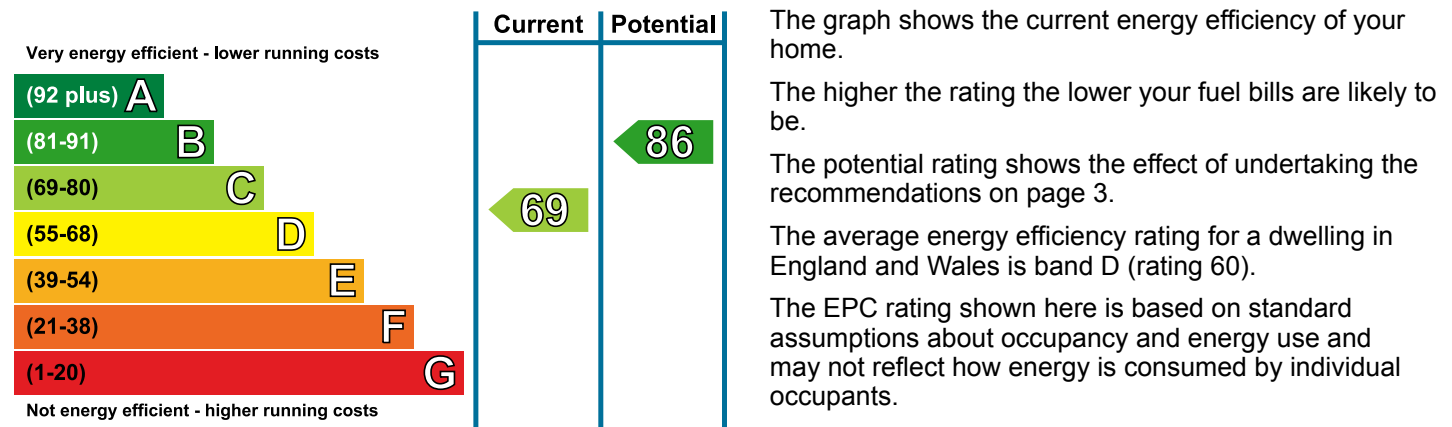 Current Potential
Very energy efficient - lower running costs
(92 plus) A
(81-91) B
86
(69-80) C
69
(55-68) D
(39-54) E
(21-38) F
(1-20) G
Not energy efficient - higher running costs
The graph shows the current energy efficiency of your
home.
The higher the rating the lower your fuel bills are likely to
be.
The potential rating shows the effect of undertaking the
recommendations on page 3.
The average energy efficiency rating for a dwelling in
England and Wales is band D (rating 60).
The EPC rating shown here is based on standard
assumptions about occupancy and energy use and
may not reflect how energy is consumed by individual
occupants.